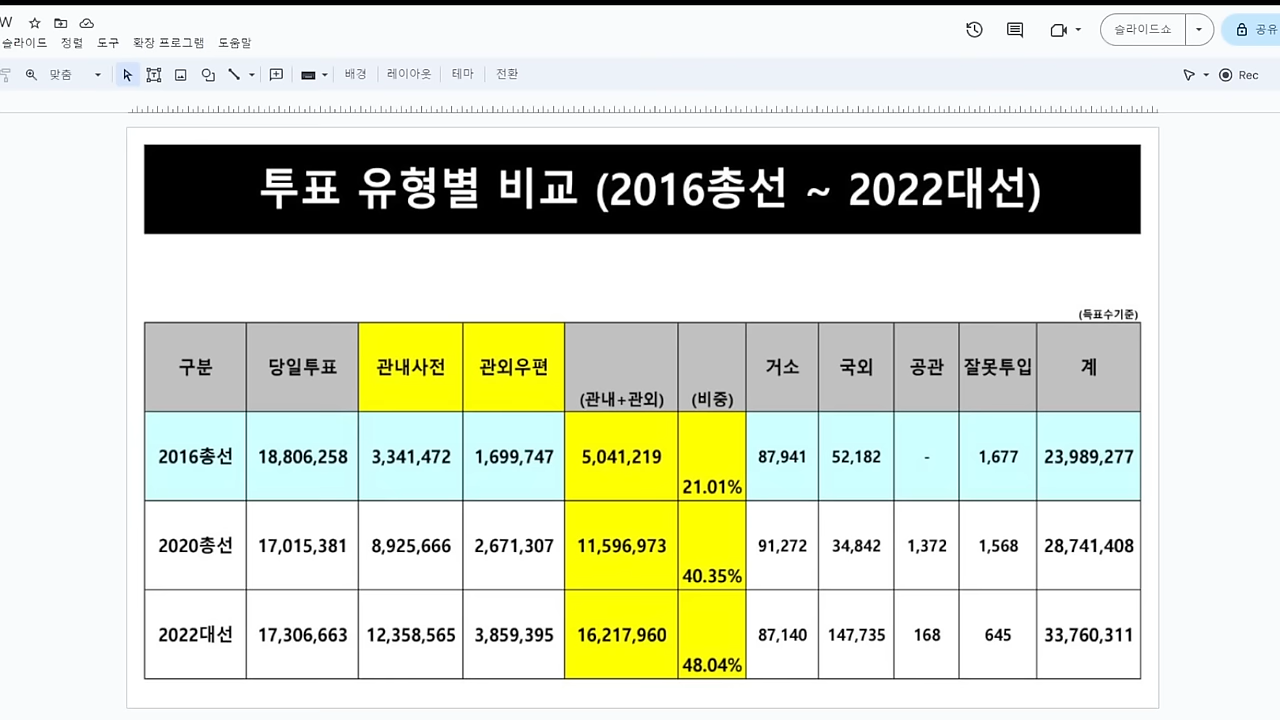 W
슬라이드 정렬 도구 확장 프로그램 도움말
슬라이드쇼
공유
맞춤
배경 레이아웃 테마 전환
Rec
투표 유형별 비교 (2016총선 ~ 2022대선)
(득표수기준)
구분 당일투표 관내사전 관외우편 (관내+관외) (비중) 거소 국외 공관 잘못투입 계
2016총선 18,806,258 3,341,472 1,699,747 5,041,219 21.01% 87,941 52,182 - 1,677 23,989,277
2020총선 17,015,381 8,925,666 2,671,307 11,596,973 40.35% 91,272 34,842 1,372 1,568 28,741,408
2022대선 17,306,663 12,358,565 3,859,395 16,217,960 48.04% 87,140 147,735 168 645 33,760,311